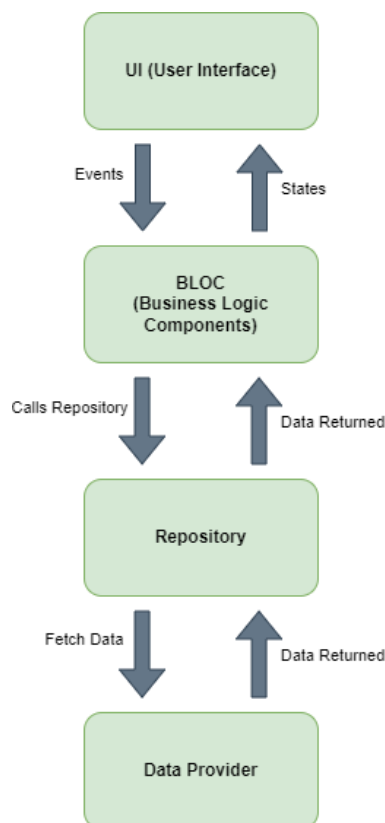 UI (User Interface)
Events
States
BLOC
(Business Logic
Components)
Calls Repository
Data Returned
Repository
Fetch Data
Data Returned
Data Provider